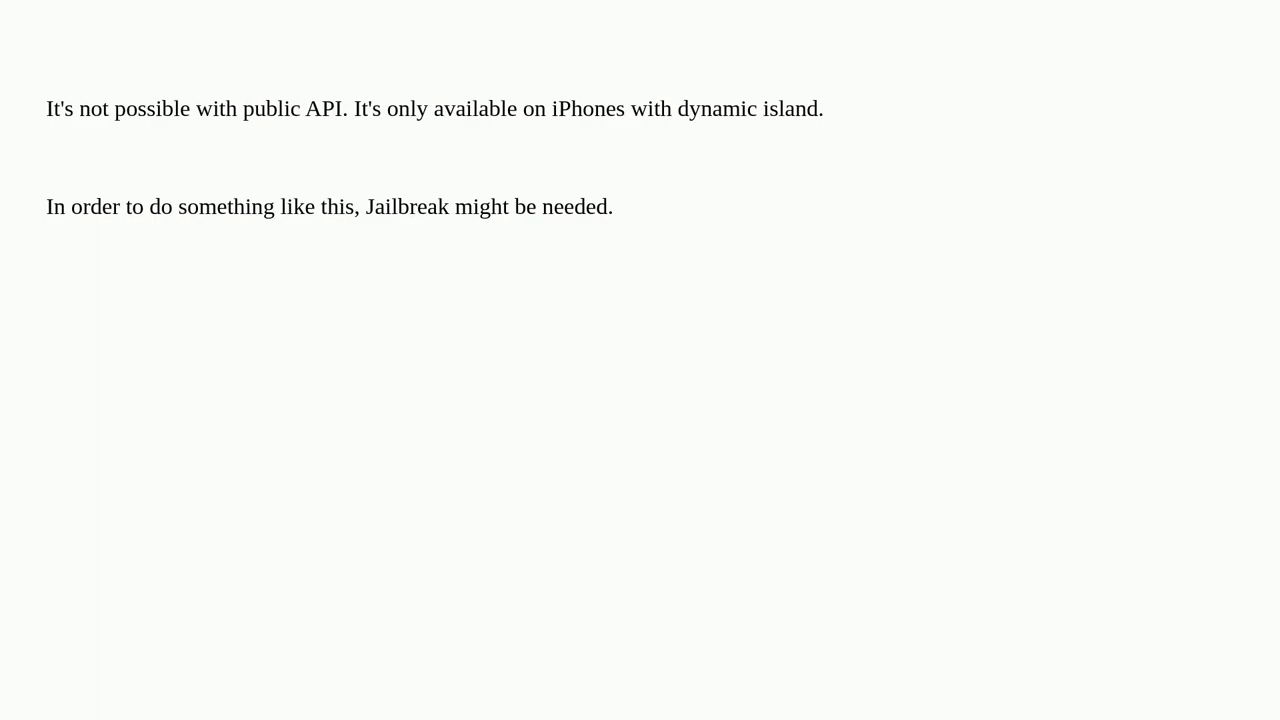 It's not possible with public API. It's only available on iPhones with dynamic island.
In order to do something like this, Jailbreak might be needed.